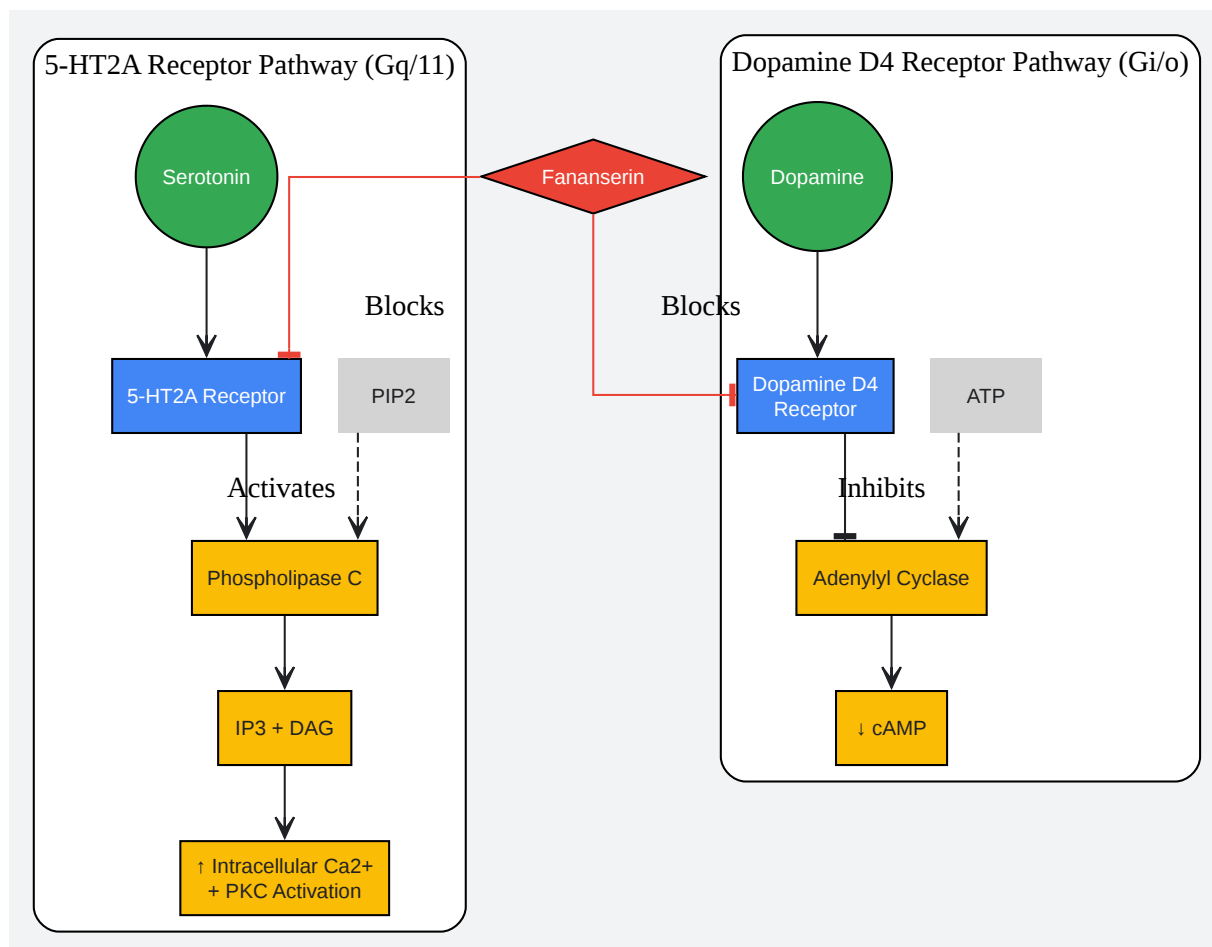 5-HT2A Receptor Pathway (Gq/11)
Serotonin
Blocks
5-HT2A Receptor
PIP2
Activates
Phospholipase C
IP3 + DAG
↑ Intracellular Ca2+
+ PKC Activation
Fananserin
Dopamine D4 Receptor Pathway (Gi/o)
Dopamine
Blocks
Dopamine D4
Receptor
ATP
Inhibits
Adenylyl Cyclase
↓ cAMP